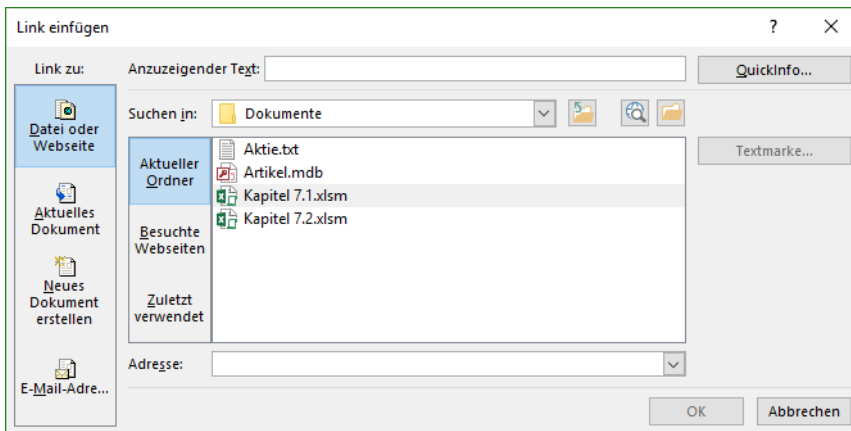 Link einfügen
?
Link zu:
Anzuzeigender Text:
QuickInfo...
Datei oder
Webseite
Aktuelles
Dokument
Neues
Dokument
erstellen
E-Mail-Adre...
Suchen in:
Dokumente
Aktueller
Ordner
Besuchte
Webseiten
Zuletzt
verwendet
Aktie.txt
Artikel.mdb
Kapitel 7.1.xlsm
Kapitel 7.2.xlsm
Textmarke...
Adresse:
OK
Abbrechen